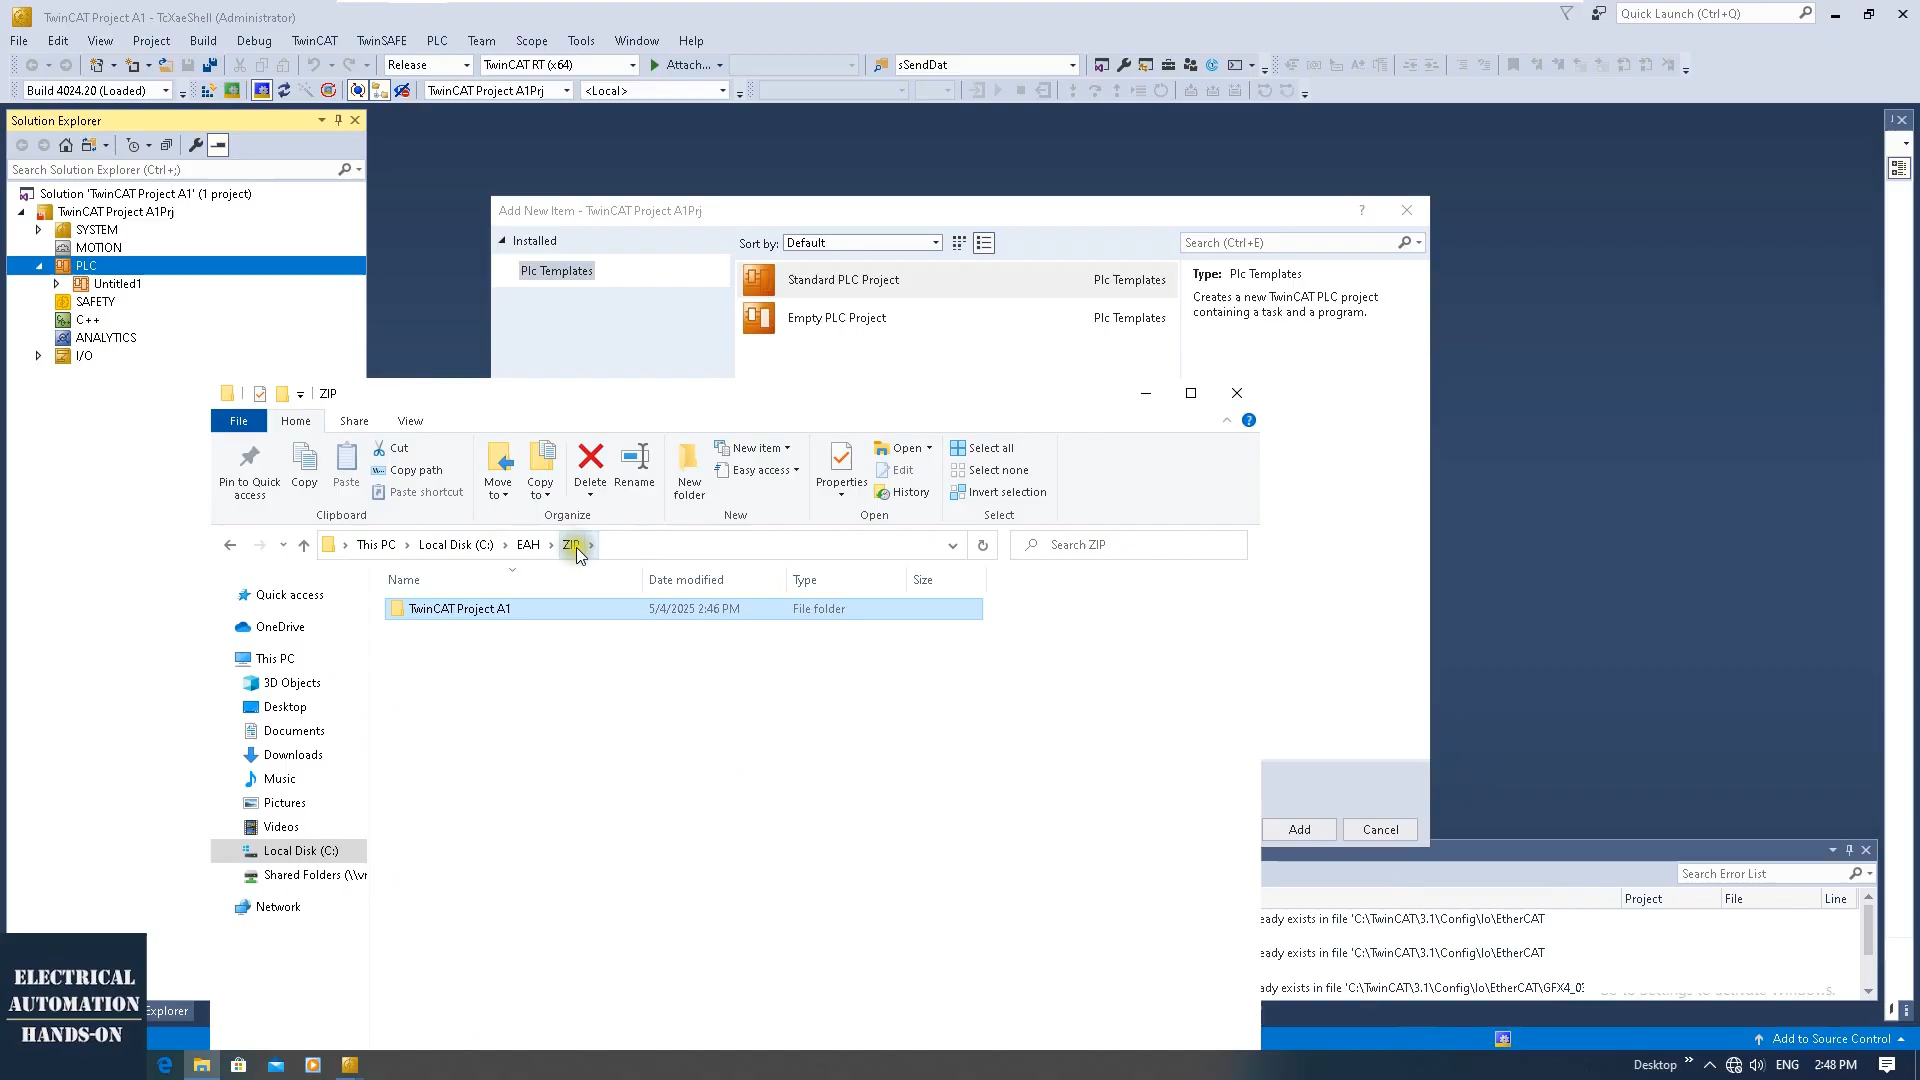 TwinCAT Project A1 - TcXaeShell (Administrator)
Quick Launch (Ctrl+Q)
File Edit View Project Build Debug TwinCAT TwinSAFE PLC Team Scope Tools Window Help
Release TwinCAT RT (x64) Attach... sSendDat
Build 4024.20 (Loaded) TwinCAT Project A1Prj <Local>
Solution Explorer
Search Solution Explorer (Ctrl+;)
Solution 'TwinCAT Project A1' (1 project)
TwinCAT Project A1Prj
SYSTEM
MOTION
PLC
Untitled1
SAFETY
C++
ANALYTICS
I/O
Add New Item - TwinCAT Project A1Prj
?
Installed
Plc Templates
Sort by: Default
Search (Ctrl+E)
Standard PLC Project Plc Templates
Empty PLC Project Plc Templates
Type: Plc Templates
Creates a new TwinCAT PLC project
containing a task and a program.
Add Cancel
ZIP
File Home Share View
Pin to Quick access
Copy
Paste
Cut
Copy path
Paste shortcut
Clipboard
Move to
Copy to
Delete
Rename
Organize
New folder
New item
Easy access
New
Properties
Open
Edit
History
Open
Select all
Select none
Invert selection
Select
This PC Local Disk (C:) EAH ZIP
Search ZIP
Name Date modified Type Size
TwinCAT Project A1 5/4/2025 2:46 PM File folder
Quick access
OneDrive
This PC
3D Objects
Desktop
Documents
Downloads
Music
Pictures
Videos
Local Disk (C:)
Shared Folders (\\vr
Network
Search Error List
Project File Line
eady exists in file 'C:\TwinCAT\3.1\Config\Io\EtherCAT
eady exists in file 'C:\TwinCAT\3.1\Config\Io\EtherCAT
eady exists in file 'C:\TwinCAT\3.1\Config\Io\EtherCAT\GFX4_0
ELECTRICAL
AUTOMATION
HANDS-ON
Explorer
Add to Source Control
Desktop ENG 2:48 PM